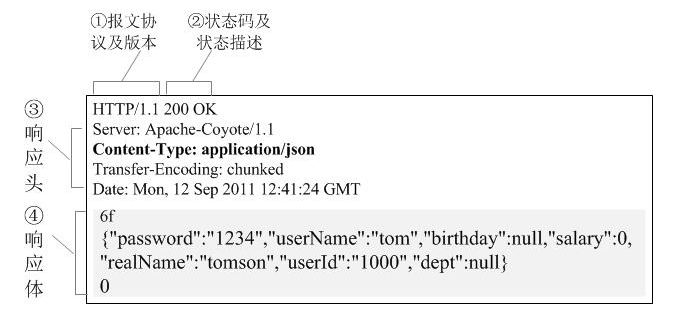 ①报文协
议及版本
②状态码及
状态描述
③
响
应
头
HTTP/1.1 200 OK
Server: Apache-Coyote/1.1
Content-Type: application/json
Transfer-Encoding: chunked
Date: Mon, 12 Sep 2011 12:41:24 GMT
④
响
应
体
6f
{"password":"1234","userName":"tom","birthday":null,"salary":0,
"realName":"tomson","userId":"1000","dept":null}
0